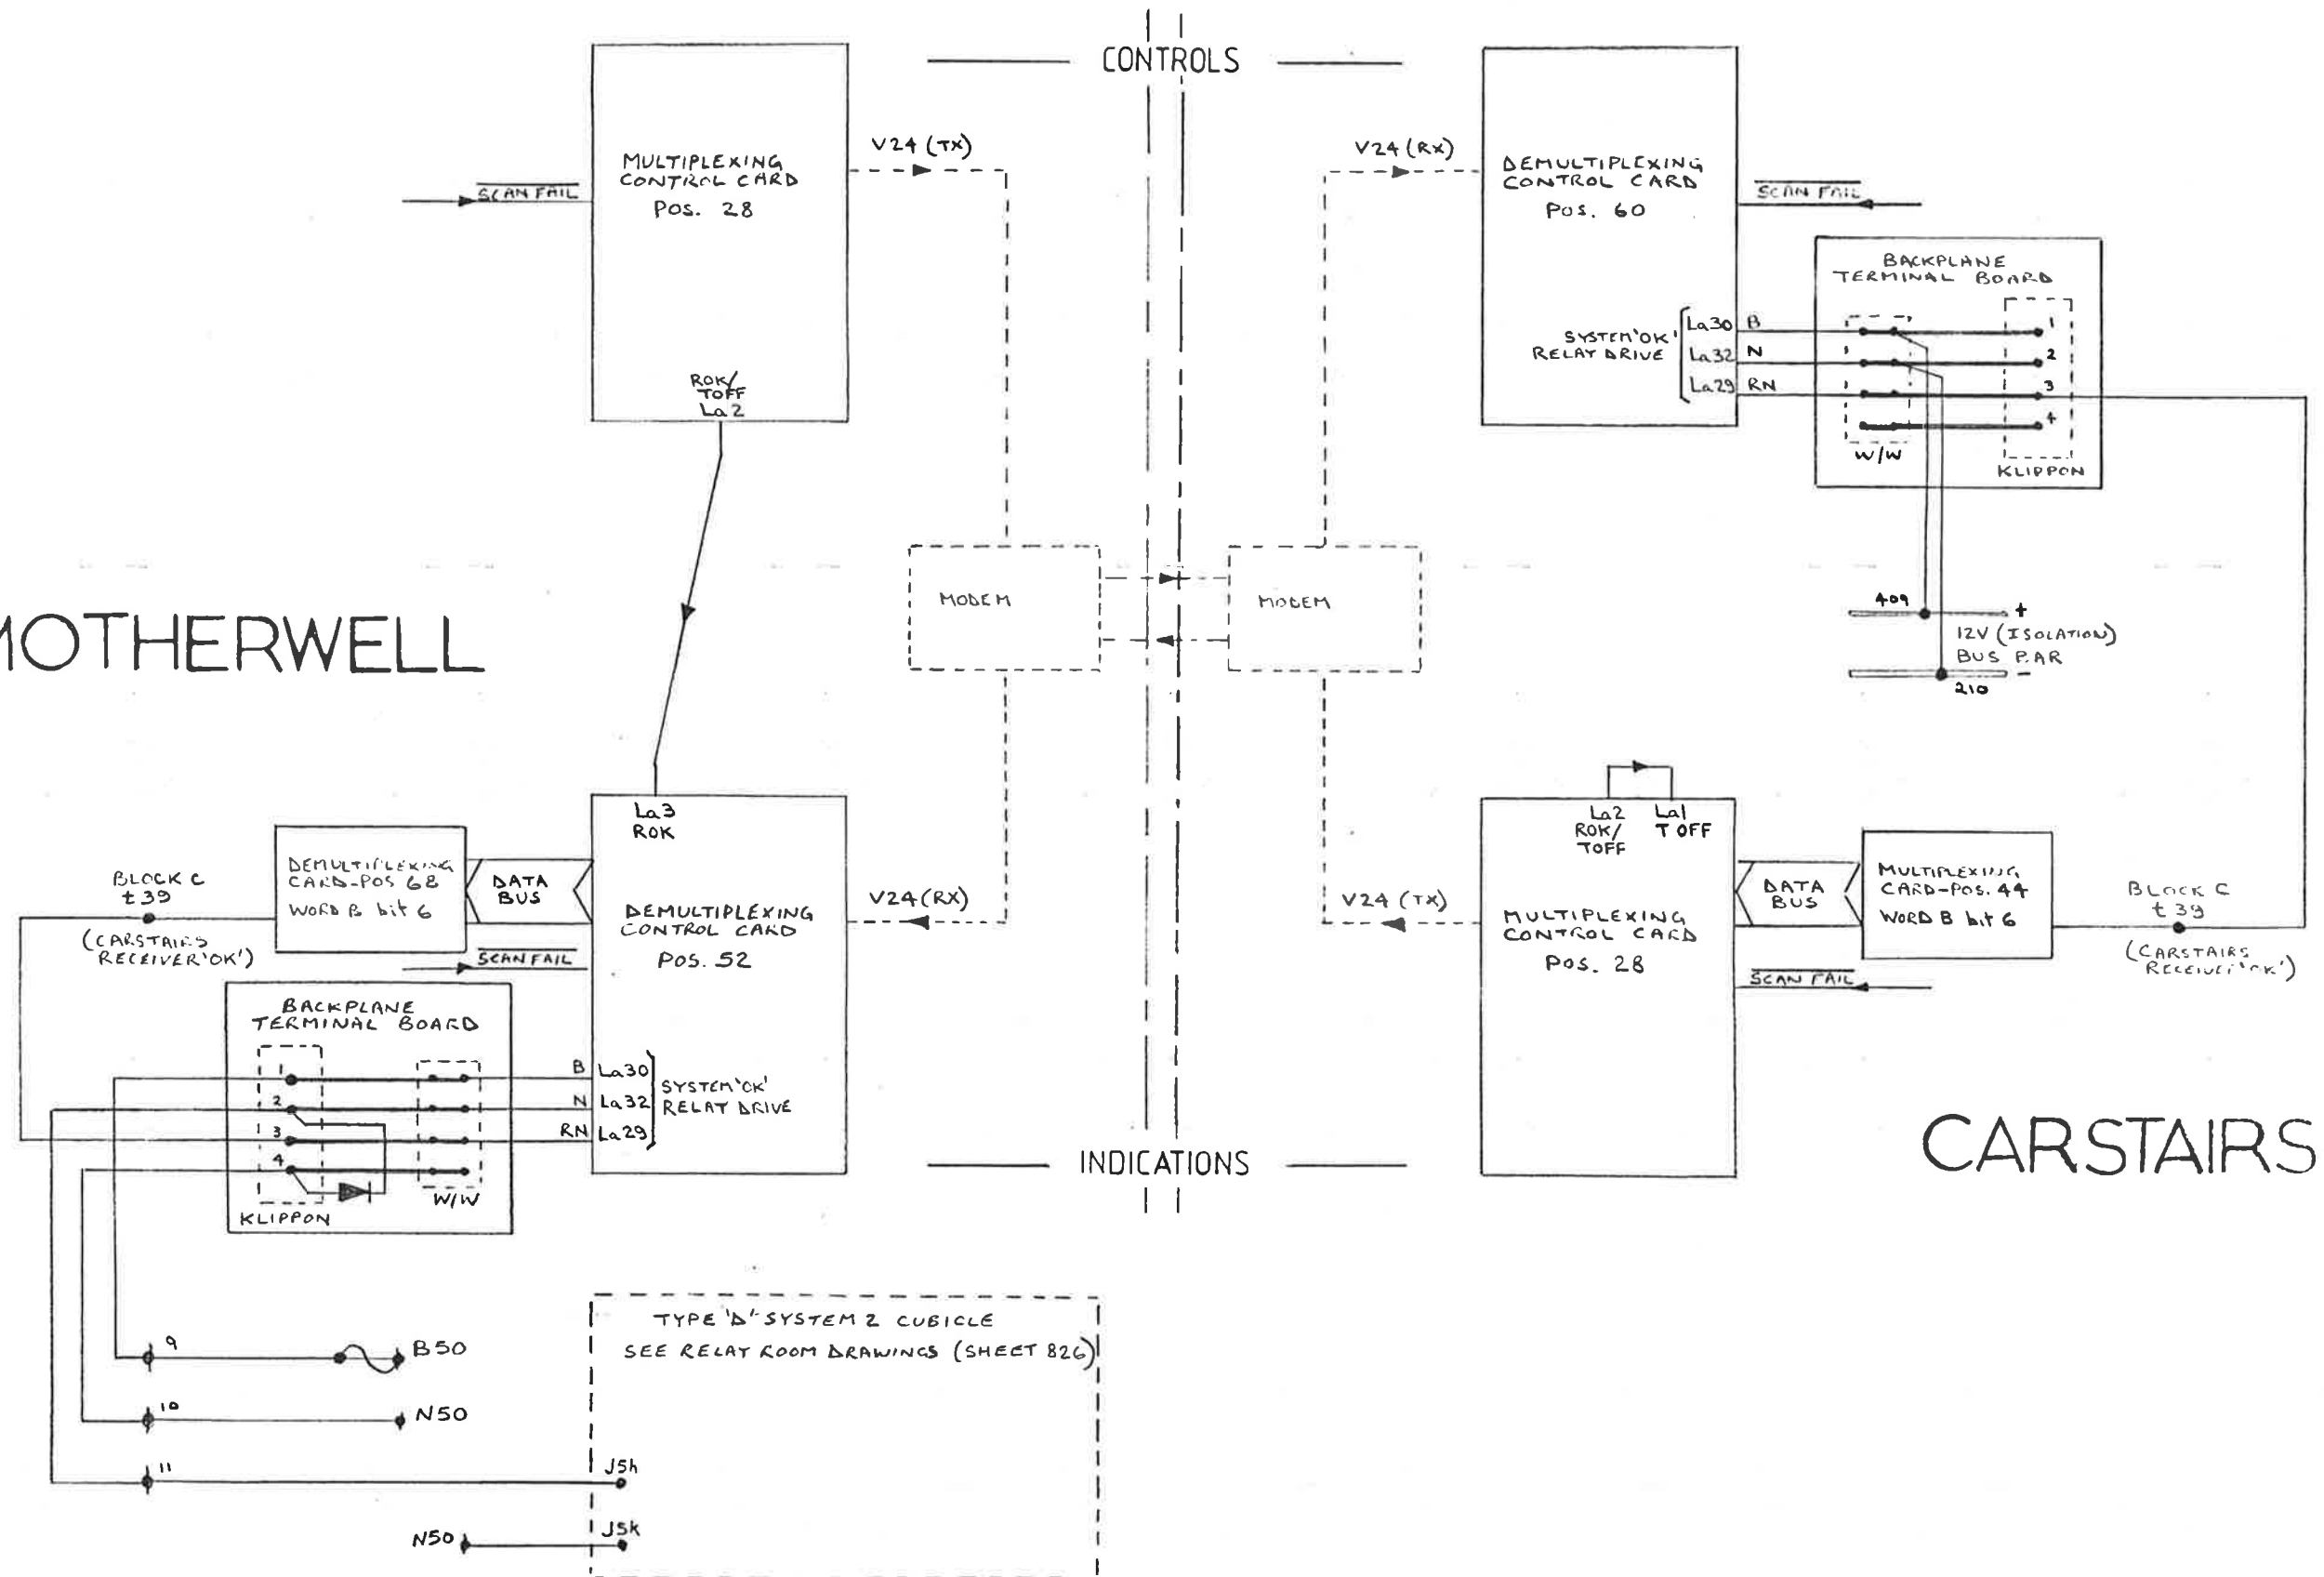 CONTROLS
MULTIPLEXING
CONTROL CARD
POS. 28
SCAN FAIL
V24 (TX)
ROK/
TOFF
La2
V24 (RX)
DEMULTIPLEXING
CONTROL CARD
POS. 60
SCAN FAIL
BACKPLANE
TERMINAL BOARD
SYSTEM 'OK'
RELAY DRIVE
La30 B
La32 N
La29 RN
1
2
3
4
W/W
KLIPPON
MODEM
MODEM
409 +
12V (ISOLATION)
BUS BAR
210 -
MOTHERWELL
La3
ROK
DEMULTIPLEXING
CARD-POS 68
WORD B bit 6
DATA
BUS
BLOCK C
t39
(CARSTAIRS
RECEIVER 'OK')
SCAN FAIL
DEMULTIPLEXING
CONTROL CARD
POS. 52
V24 (RX)
BACKPLANE
TERMINAL BOARD
1
2
3
4
B La30
N La32
RN La29
SYSTEM 'OK'
RELAY DRIVE
W/W
KLIPPON
La2
ROK/
TOFF
La1
T OFF
V24 (TX)
MULTIPLEXING
CONTROL CARD
POS. 28
DATA
BUS
MULTIPLEXING
CARD-POS. 44
WORD B bit 6
BLOCK C
t39
(CARSTAIRS
RECEIVER 'OK')
SCAN FAIL
INDICATIONS
CARSTAIRS
9 B50
10 N50
11 J5h
N50 J5k
TYPE 'D' SYSTEM 2 CUBICLE
SEE RELAY ROOM DRAWINGS (SHEET 826)